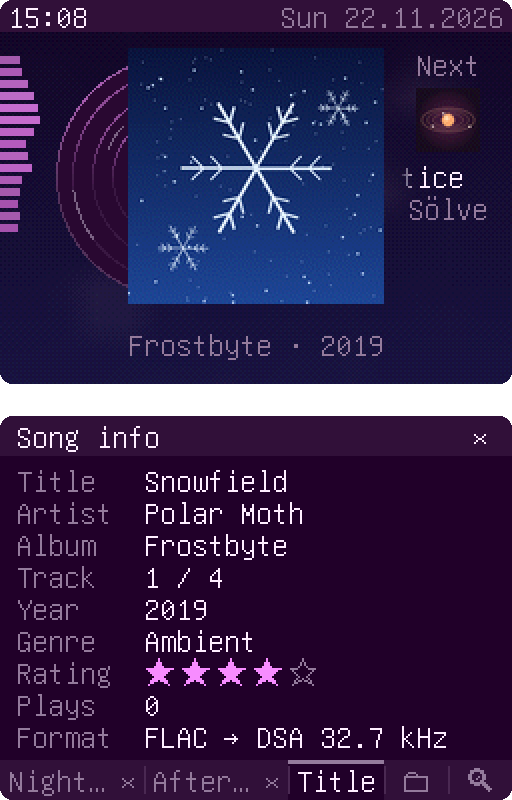 15:08 Sun 22.11.2026
Next
tice
Sölve
Frostbyte · 2019
Song info ×
Title Snowfield
Artist Polar Moth
Album Frostbyte
Track 1 / 4
Year 2019
Genre Ambient
Rating ★★★★☆
Plays 0
Format FLAC → DSA 32.7 kHz
Night… × After… × Title